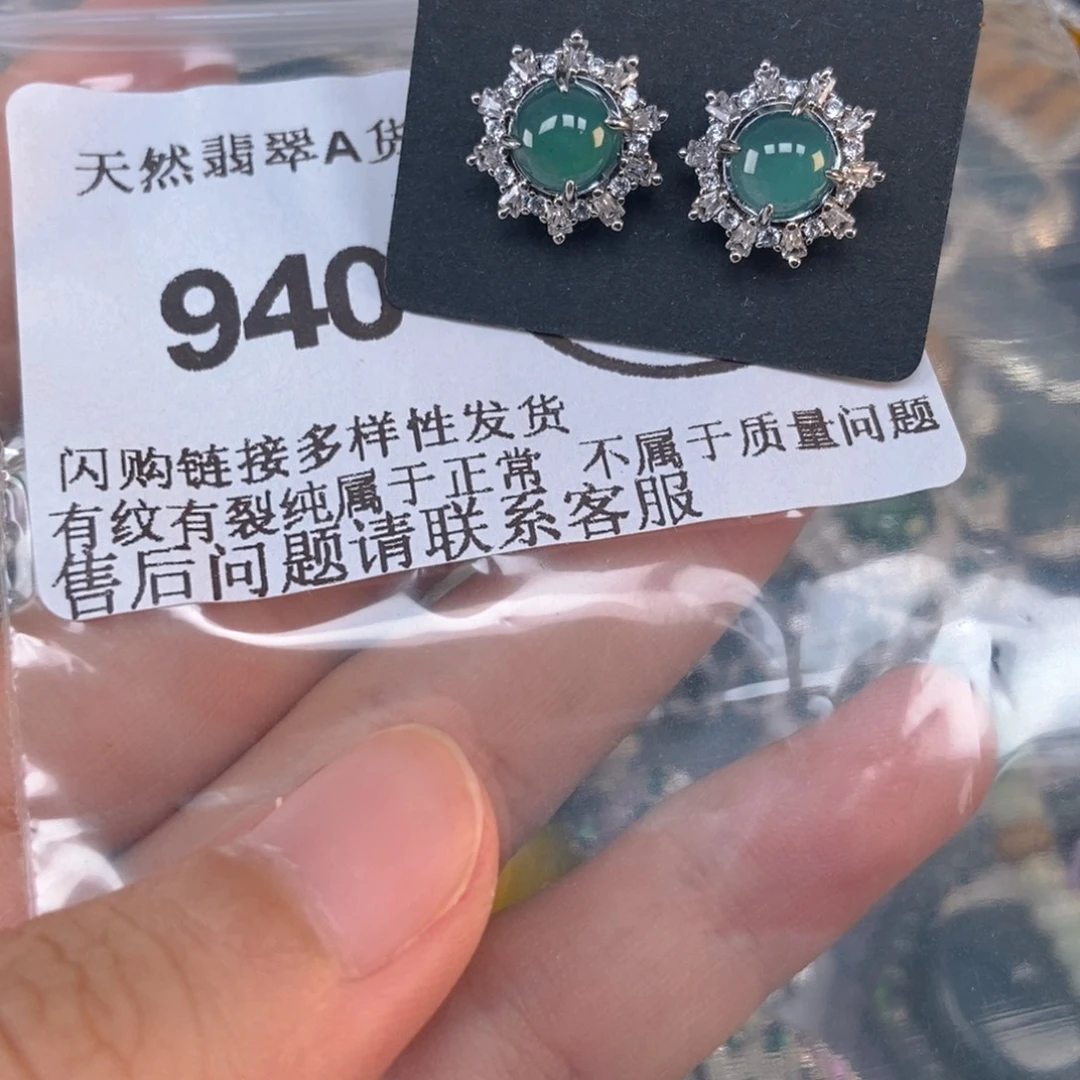 天然翡翠A货
940
闪购链接多样性发货
有纹有裂纯属于正常 不属于质量问题
售后问题请联系客服